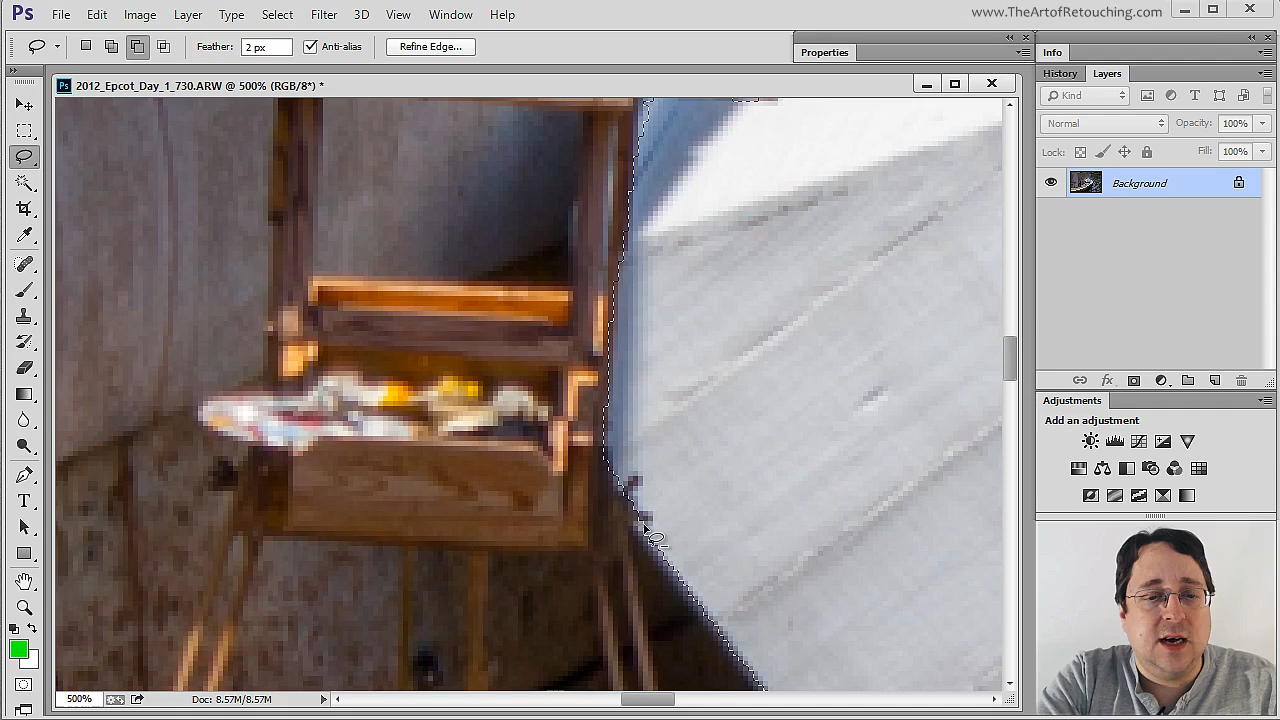 Ps File Edit Image Layer Type Select Filter 3D View Window Help www.TheArtofRetouching.com
Feather: 2 px Anti-alias Refine Edge... Properties Info
2012_Epcot_Day_1_730.ARW @ 500% (RGB/8*) * History Layers
Kind
Normal Opacity: 100%
Lock: Fill: 100%
Background
Adjustments
Add an adjustment
500% Doc: 8.57M/8.57M